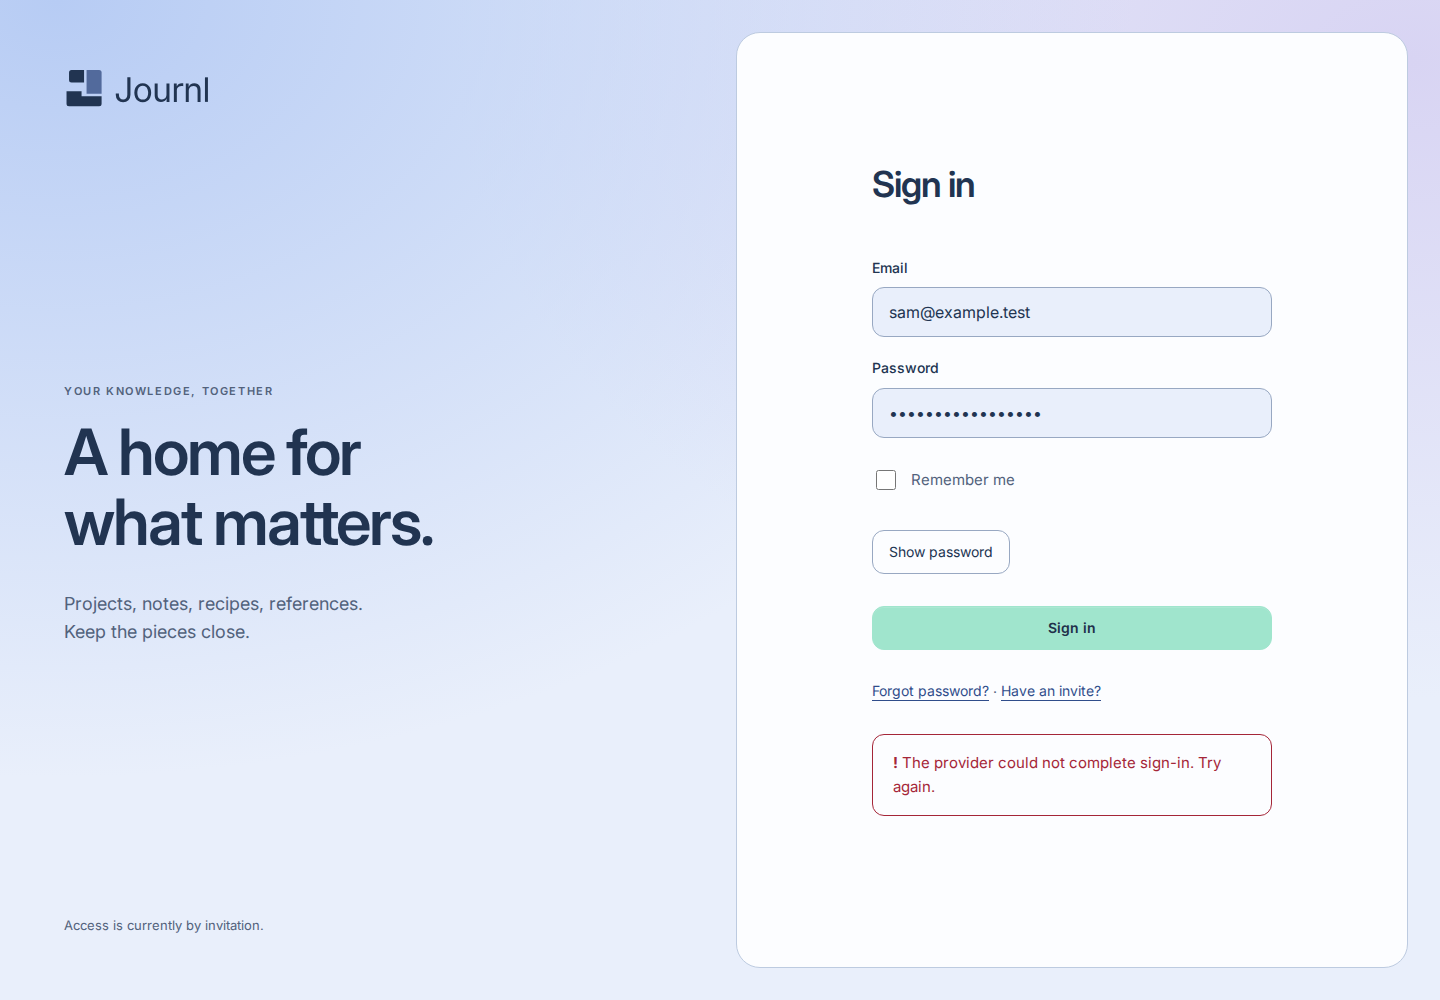 Journl
YOUR KNOWLEDGE, TOGETHER
A home for
what matters.
Projects, notes, recipes, references.
Keep the pieces close.
Access is currently by invitation.
Sign in
Email
sam@example.test
Password
•••••••••••••••••
Remember me
Show password
Sign in
Forgot password? · Have an invite?
! The provider could not complete sign-in. Try
again.